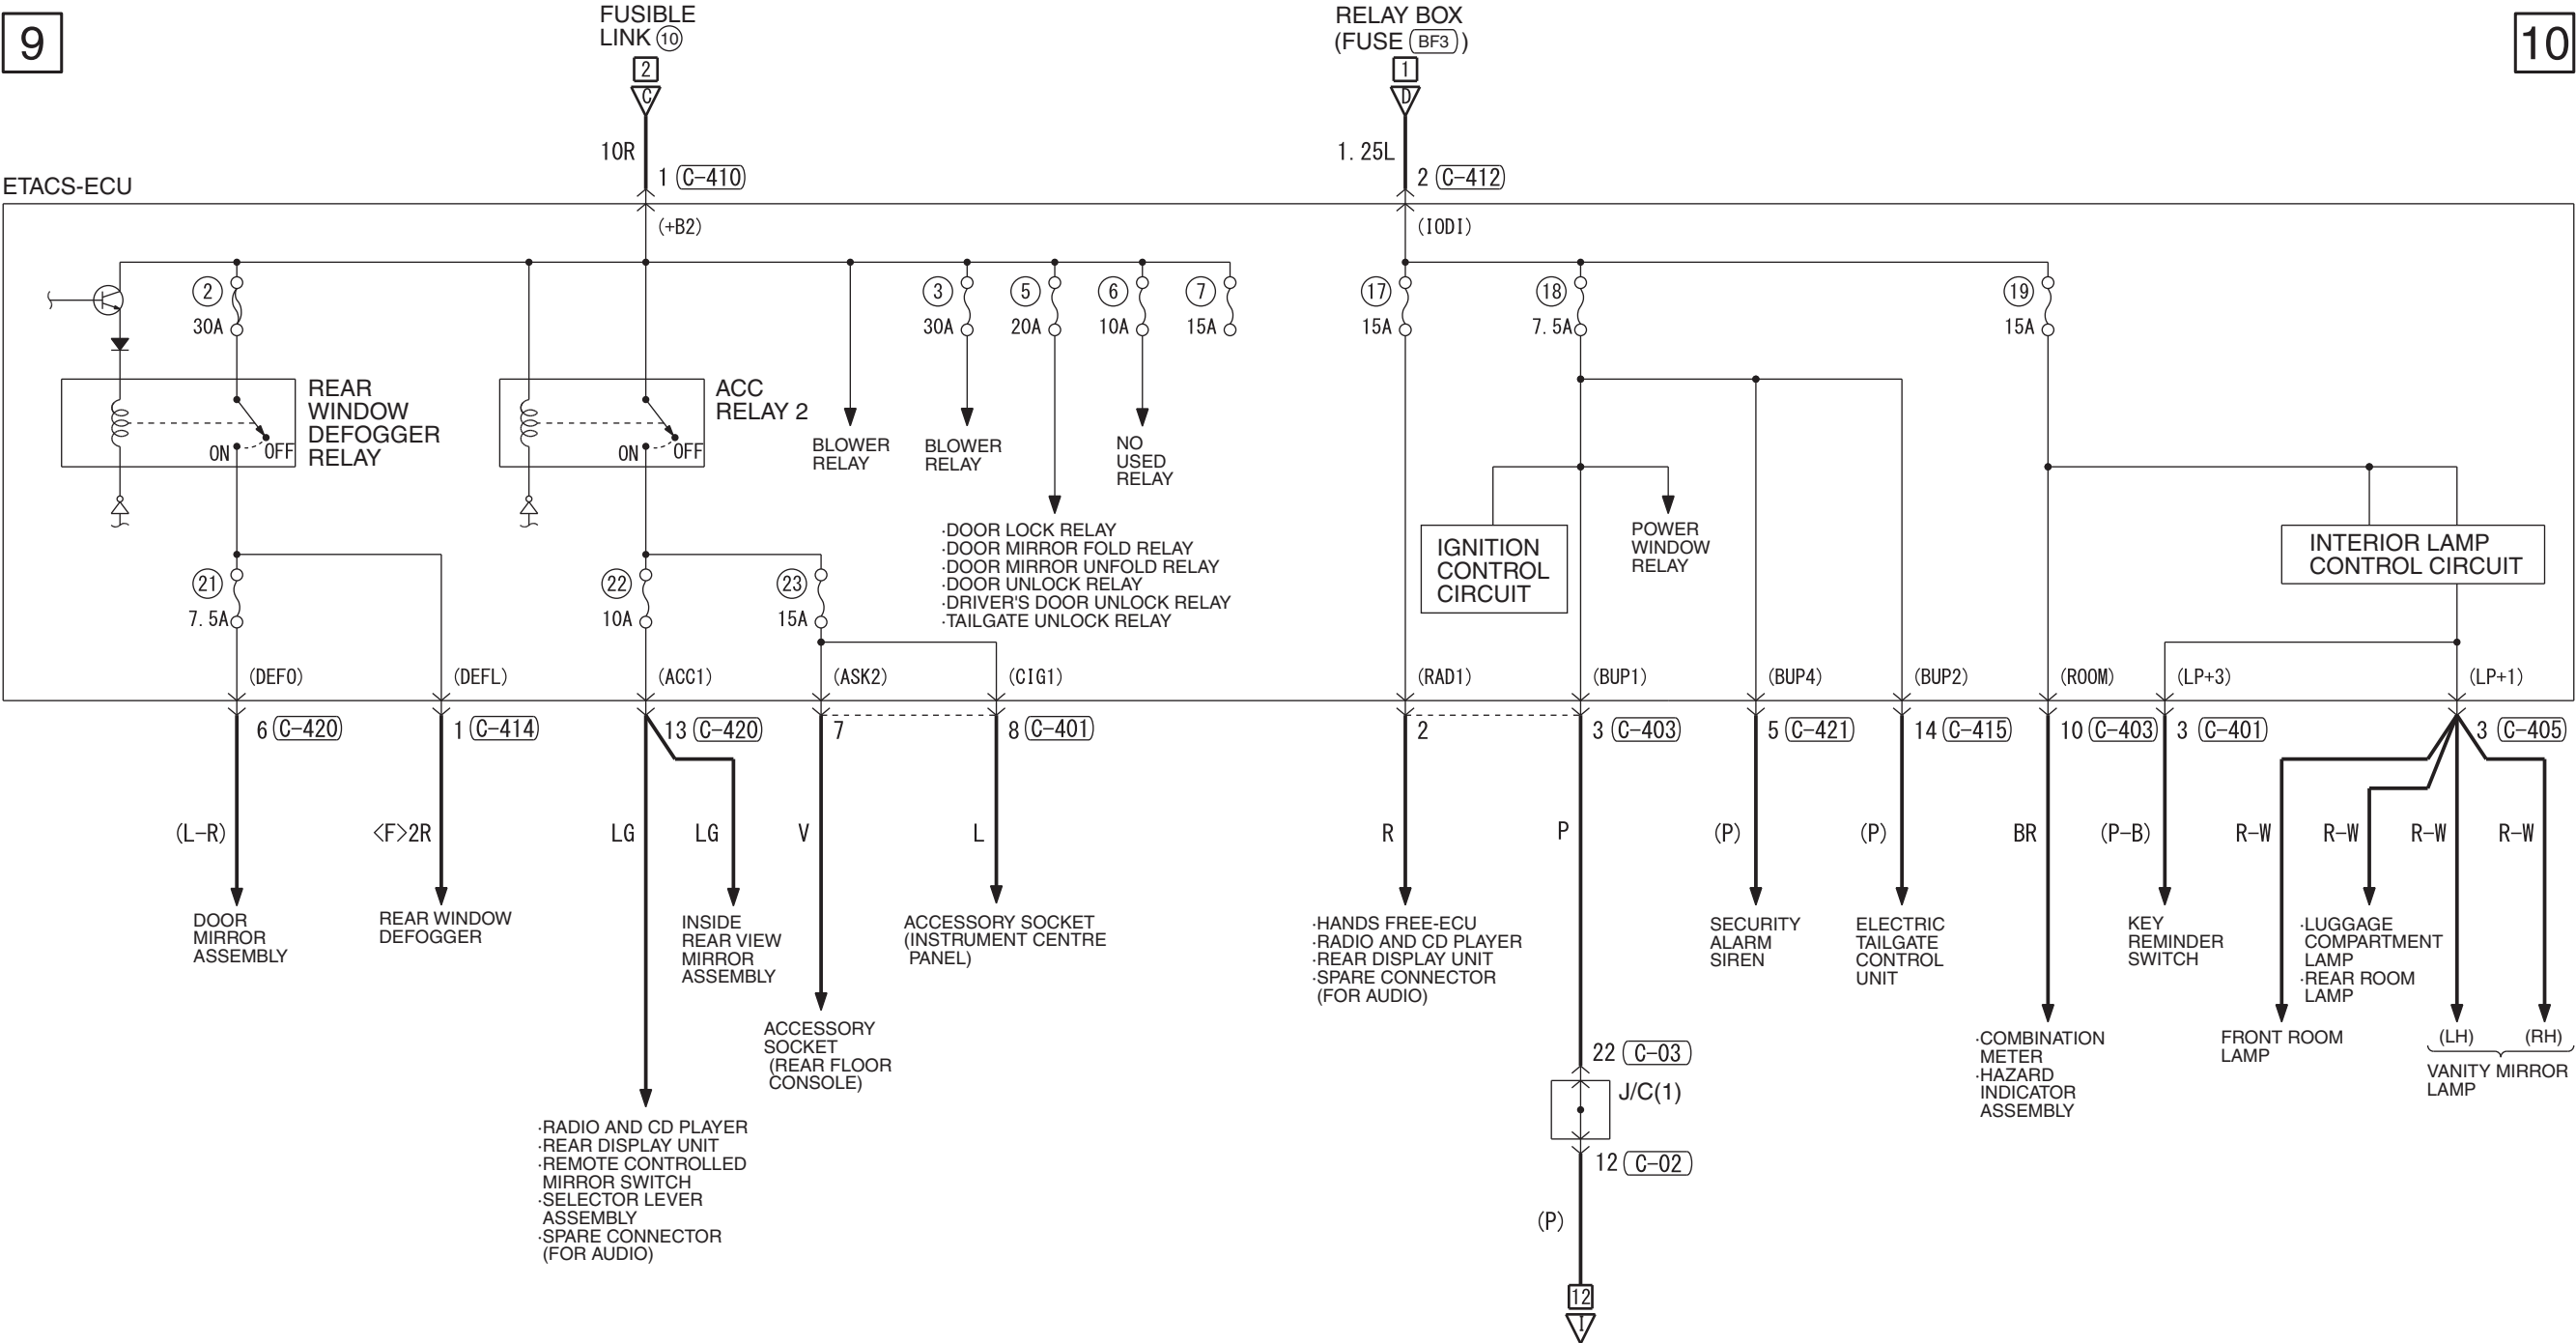 9
FUSIBLE
LINK 10
RELAY BOX
(FUSE BF3)
10
2
C
1
D
10R
1.25L
1 C-410
2 C-412
ETACS-ECU
(+B2)
(IODI)
2
30A
3
30A
5
20A
6
10A
7
15A
17
15A
18
7.5A
19
15A
REAR
WINDOW
DEFOGGER
RELAY
ON
OFF
ACC
RELAY 2
ON
OFF
BLOWER
RELAY
BLOWER
RELAY
NO
USED
RELAY
·DOOR LOCK RELAY
·DOOR MIRROR FOLD RELAY
·DOOR MIRROR UNFOLD RELAY
·DOOR UNLOCK RELAY
·DRIVER'S DOOR UNLOCK RELAY
·TAILGATE UNLOCK RELAY
IGNITION
CONTROL
CIRCUIT
POWER
WINDOW
RELAY
INTERIOR LAMP
CONTROL CIRCUIT
21
7.5A
22
10A
23
15A
(DEFO)
(DEFL)
(ACC1)
(ASK2)
(CIG1)
(RAD1)
(BUP1)
(BUP4)
(BUP2)
(ROOM)
(LP+3)
(LP+1)
6 C-420
1 C-414
13 C-420
7
8 C-401
2
3 C-403
5 C-421
14 C-415
10 C-403
3 C-401
3 C-405
(L-R)
<F>2R
LG
LG
V
L
R
P
(P)
(P)
BR
(P-B)
R-W
R-W
R-W
R-W
DOOR
MIRROR
ASSEMBLY
REAR WINDOW
DEFOGGER
INSIDE
REAR VIEW
MIRROR
ASSEMBLY
ACCESSORY SOCKET
(INSTRUMENT CENTRE
PANEL)
·HANDS FREE-ECU
·RADIO AND CD PLAYER
·REAR DISPLAY UNIT
·SPARE CONNECTOR
(FOR AUDIO)
SECURITY
ALARM
SIREN
ELECTRIC
TAILGATE
CONTROL
UNIT
KEY
REMINDER
SWITCH
·LUGGAGE
COMPARTMENT
LAMP
·REAR ROOM
LAMP
ACCESSORY
SOCKET
(REAR FLOOR
CONSOLE)
·COMBINATION
METER
·HAZARD
INDICATOR
ASSEMBLY
FRONT ROOM
LAMP
(LH)
(RH)
VANITY MIRROR
LAMP
22 C-03
J/C(1)
12 C-02
·RADIO AND CD PLAYER
·REAR DISPLAY UNIT
·REMOTE CONTROLLED
MIRROR SWITCH
·SELECTOR LEVER
ASSEMBLY
·SPARE CONNECTOR
(FOR AUDIO)
(P)
12
I